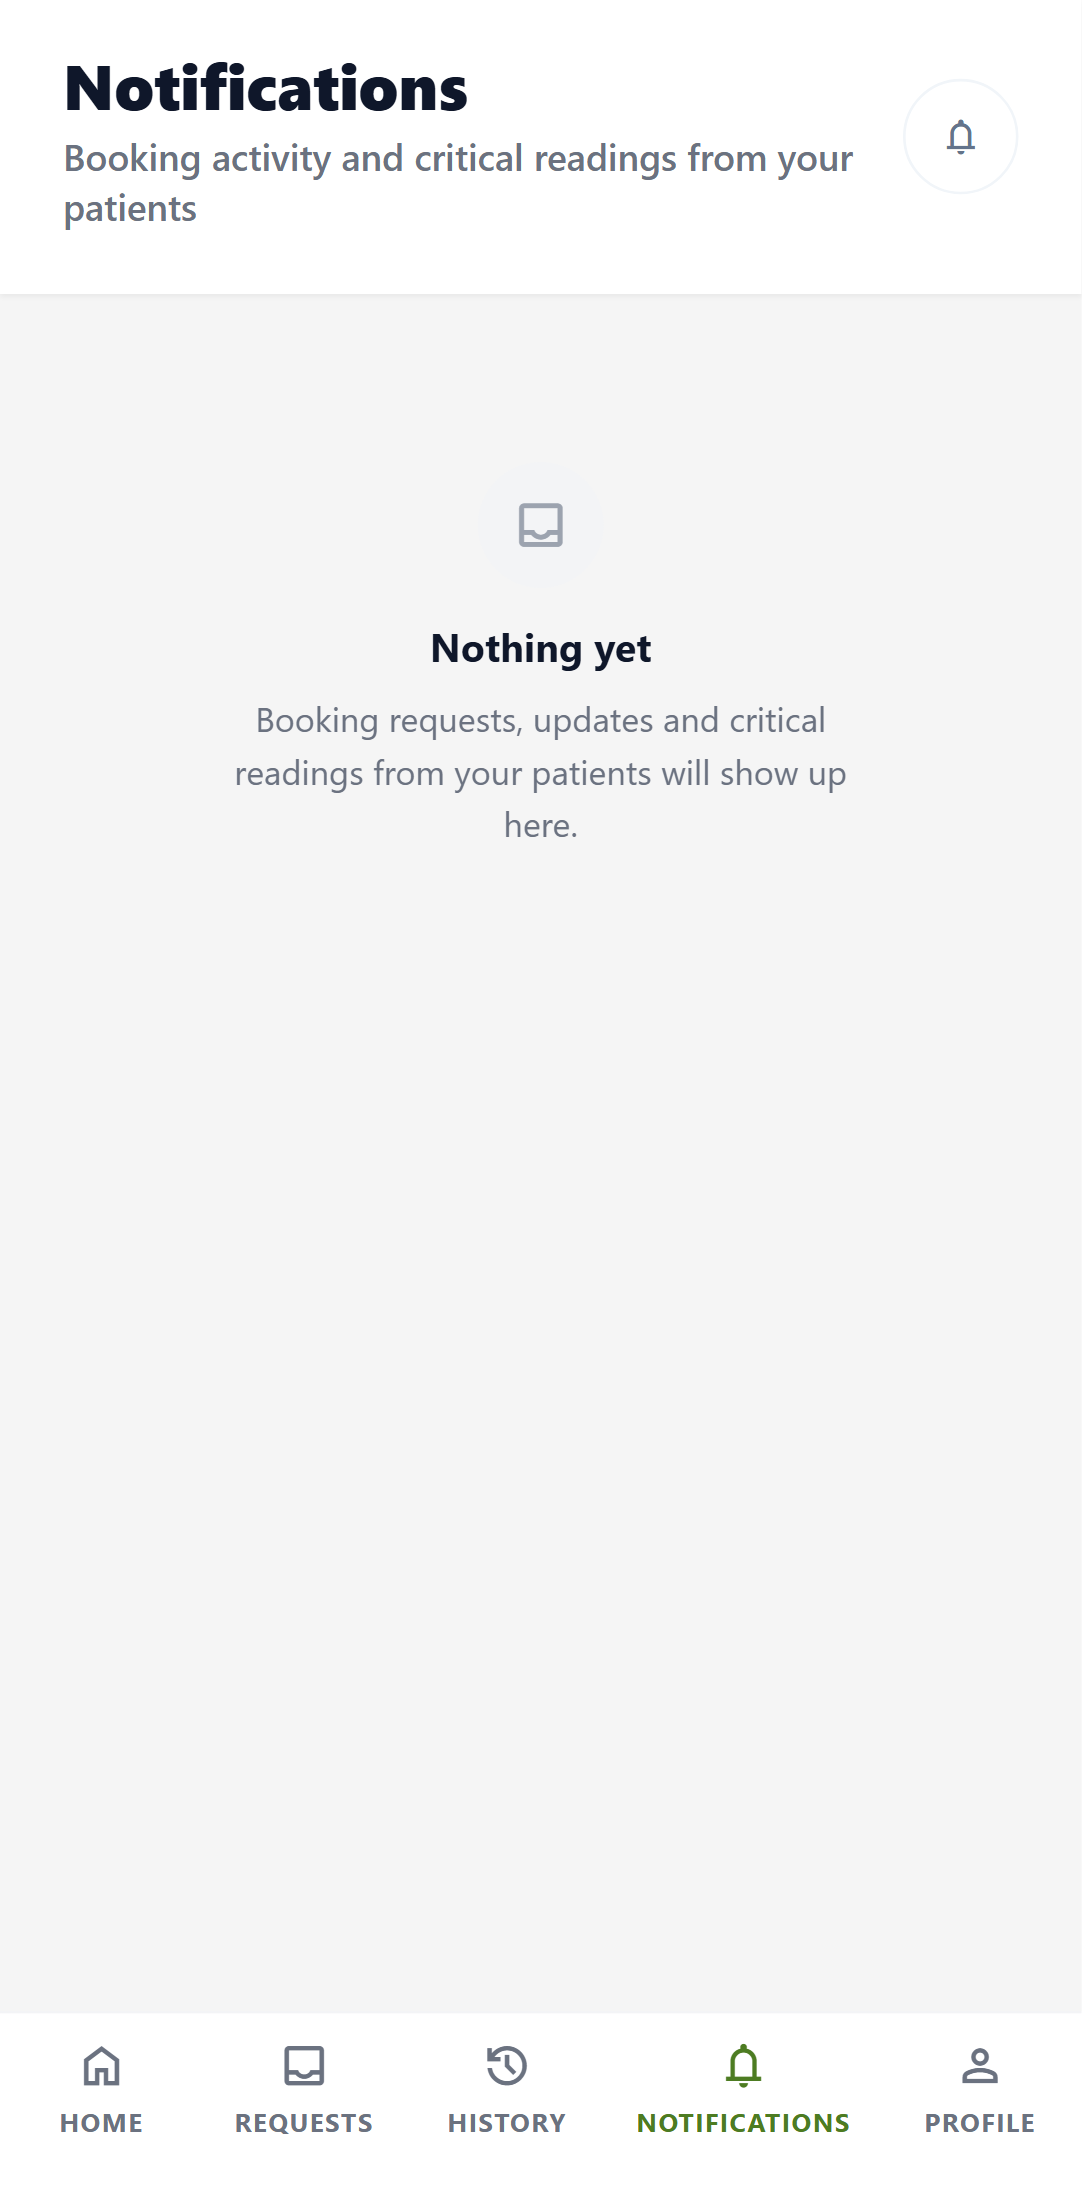 Notifications
Booking activity and critical readings from your
patients
Nothing yet
Booking requests, updates and critical
readings from your patients will show up
here.
HOME
REQUESTS
HISTORY
NOTIFICATIONS
PROFILE